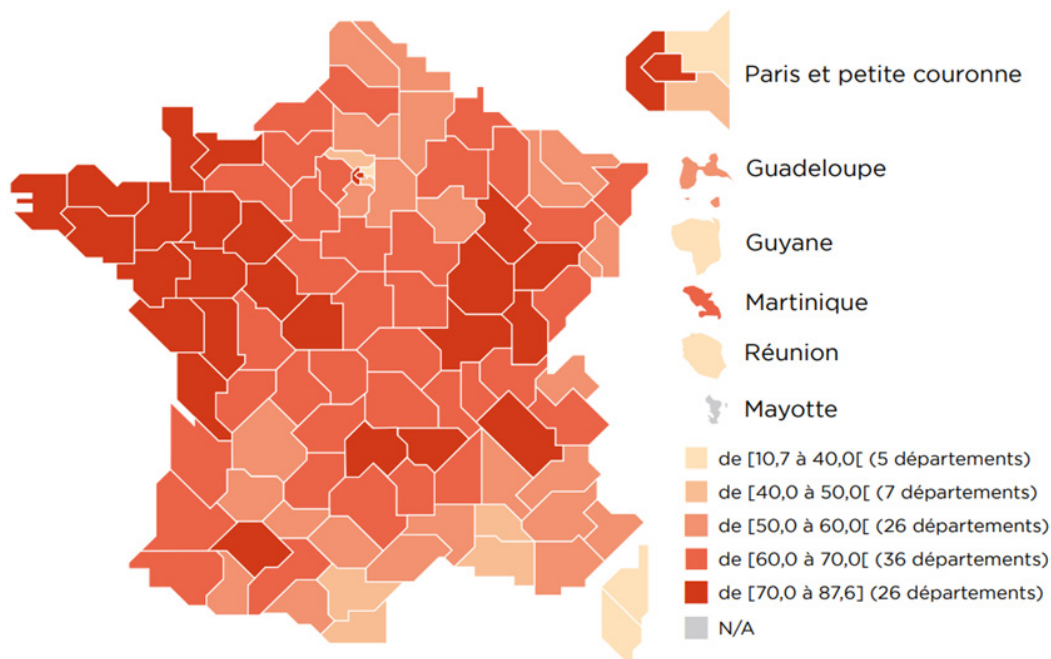 Paris et petite couronne
Guadeloupe
Guyane
Martinique
Réunion
Mayotte
de [10,7 à 40,0[ (5 départements)
de [40,0 à 50,0[ (7 départements)
de [50,0 à 60,0[ (26 départements)
de [60,0 à 70,0[ (36 départements)
de [70,0 à 87,6] (26 départements)
N/A